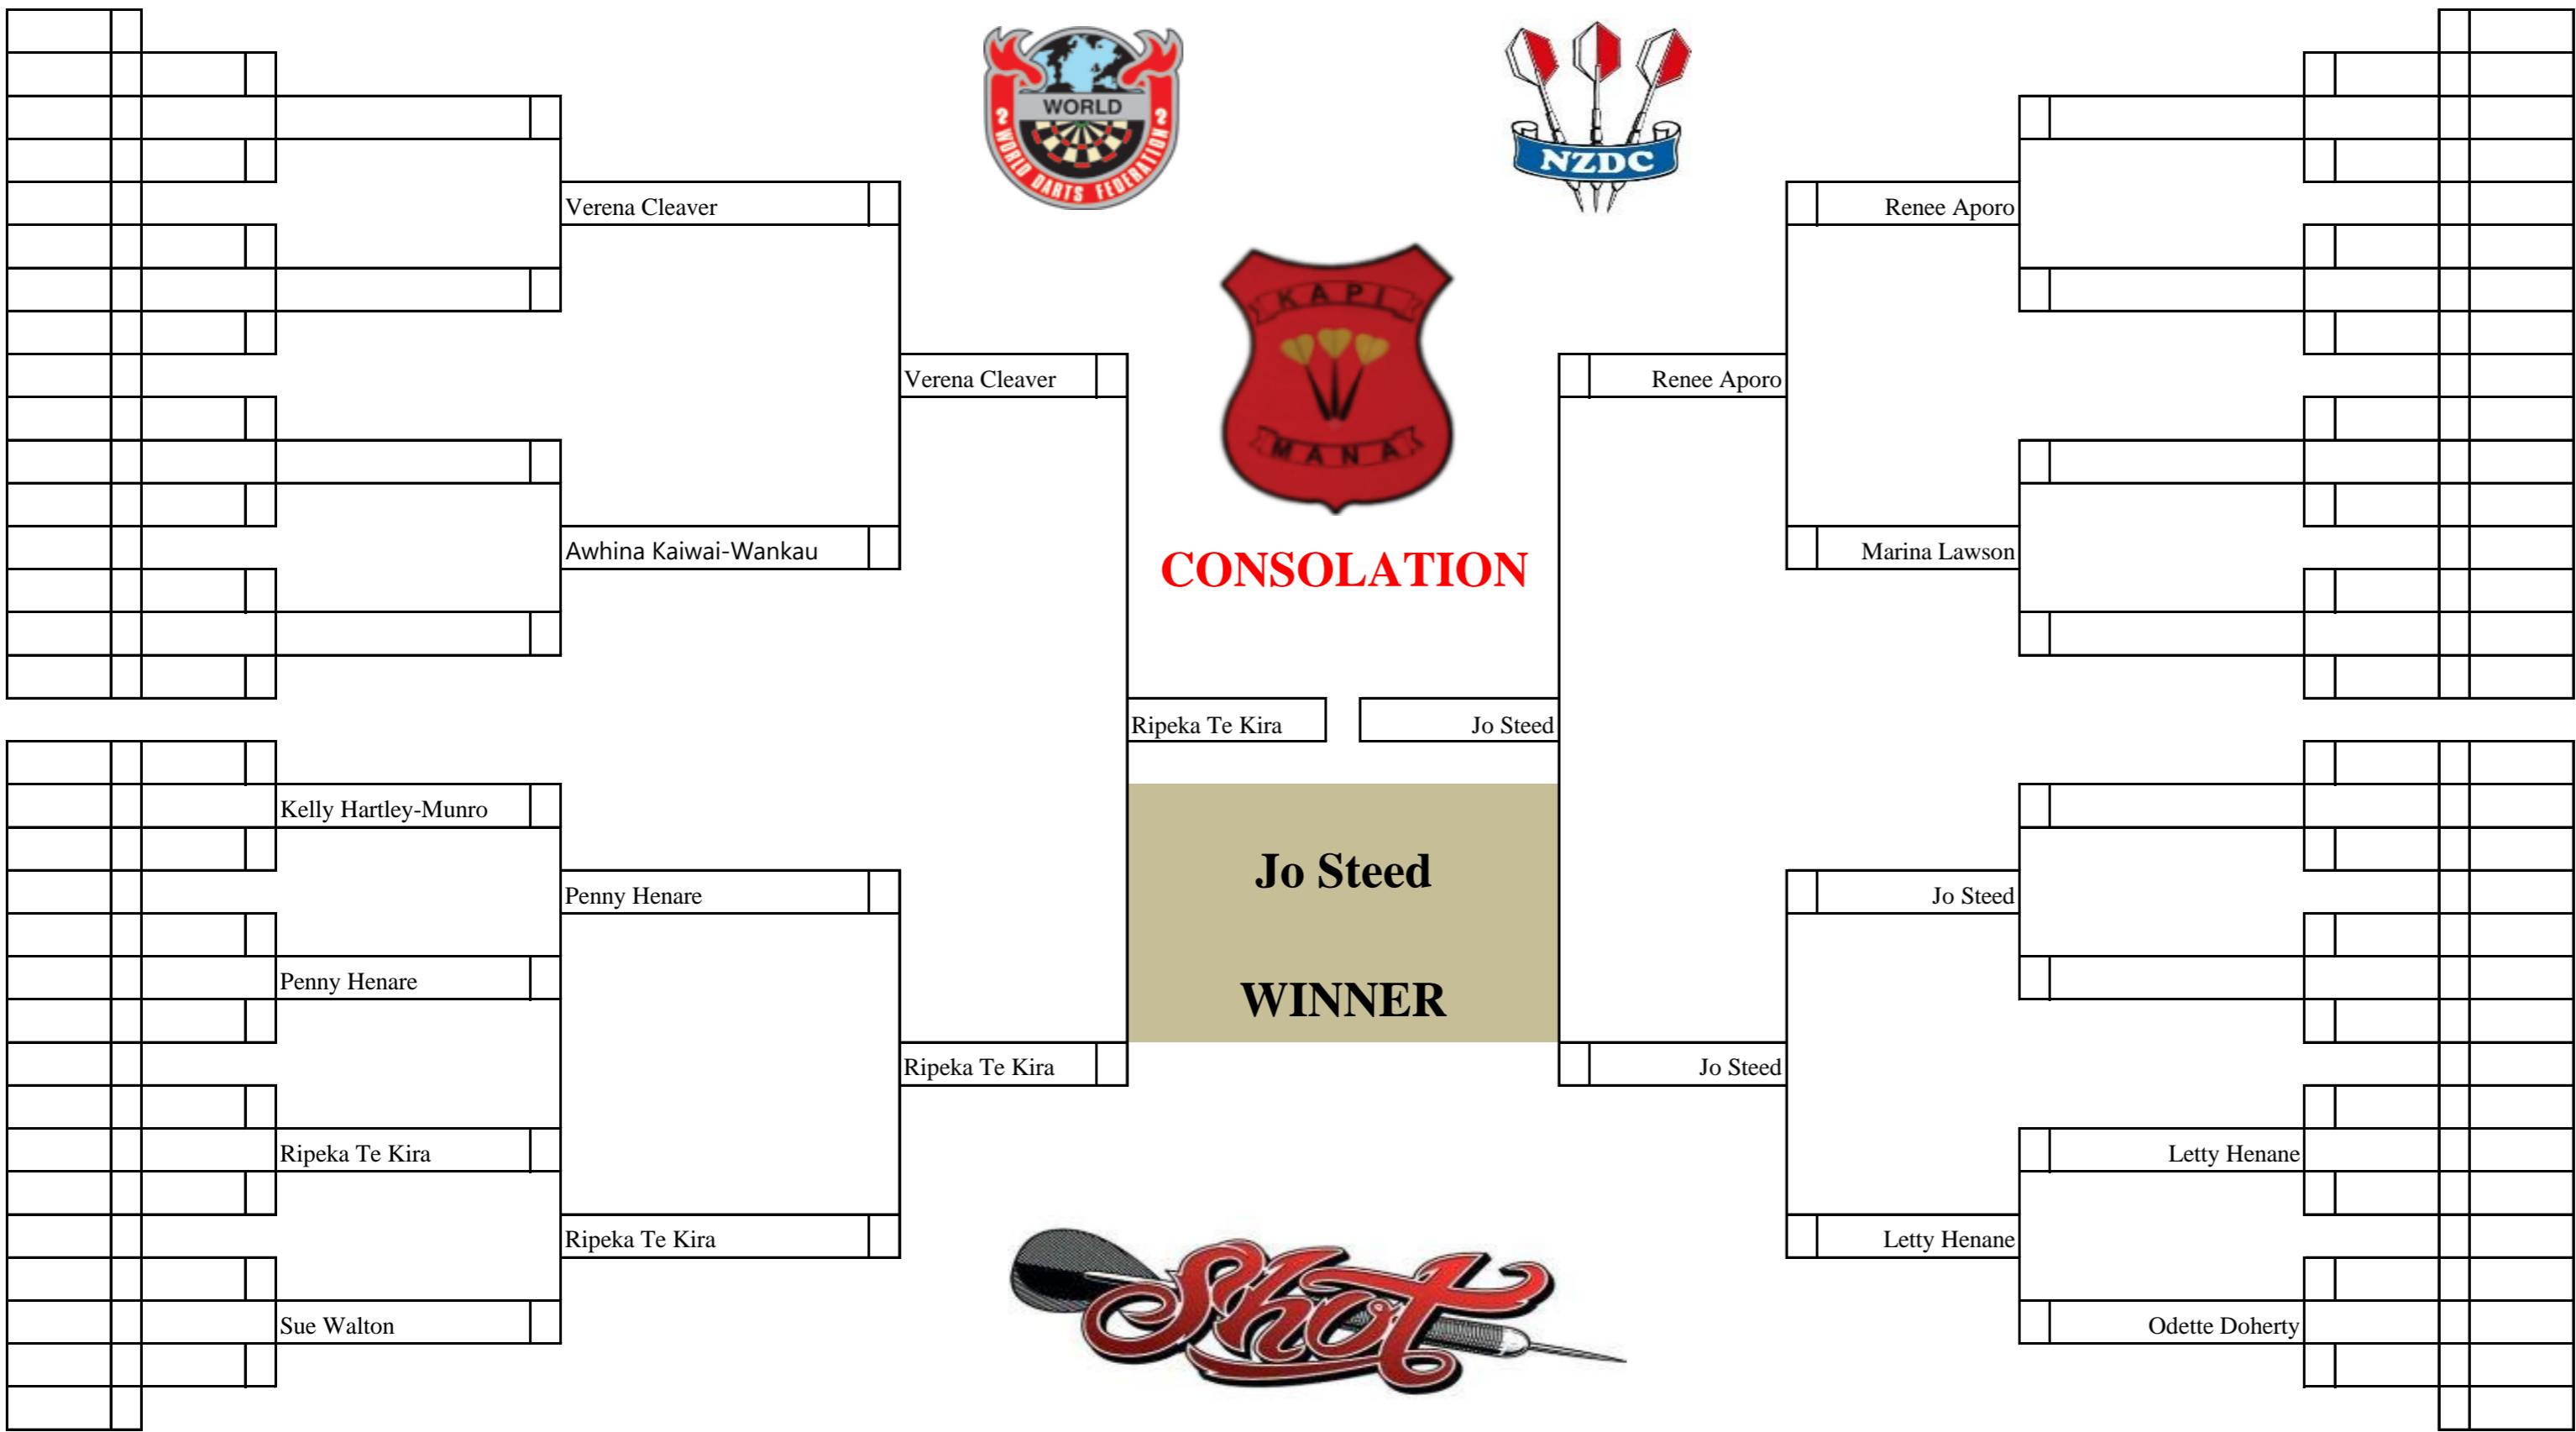 WORLD
2 WORLD DARTS FEDERATION 2
NZDC
Verena Cleaver
Renee Aporo
KAPI
MANA
Verena Cleaver
Renee Aporo
Awhina Kaiwai-Wankau
CONSOLATION
Marina Lawson
Ripeka Te Kira
Jo Steed
Kelly Hartley-Munro
Penny Henare
Jo Steed
Jo Steed
Penny Henare
WINNER
Ripeka Te Kira
Jo Steed
Ripeka Te Kira
Letty Henane
Ripeka Te Kira
Letty Henane
Shot
Sue Walton
Odette Doherty